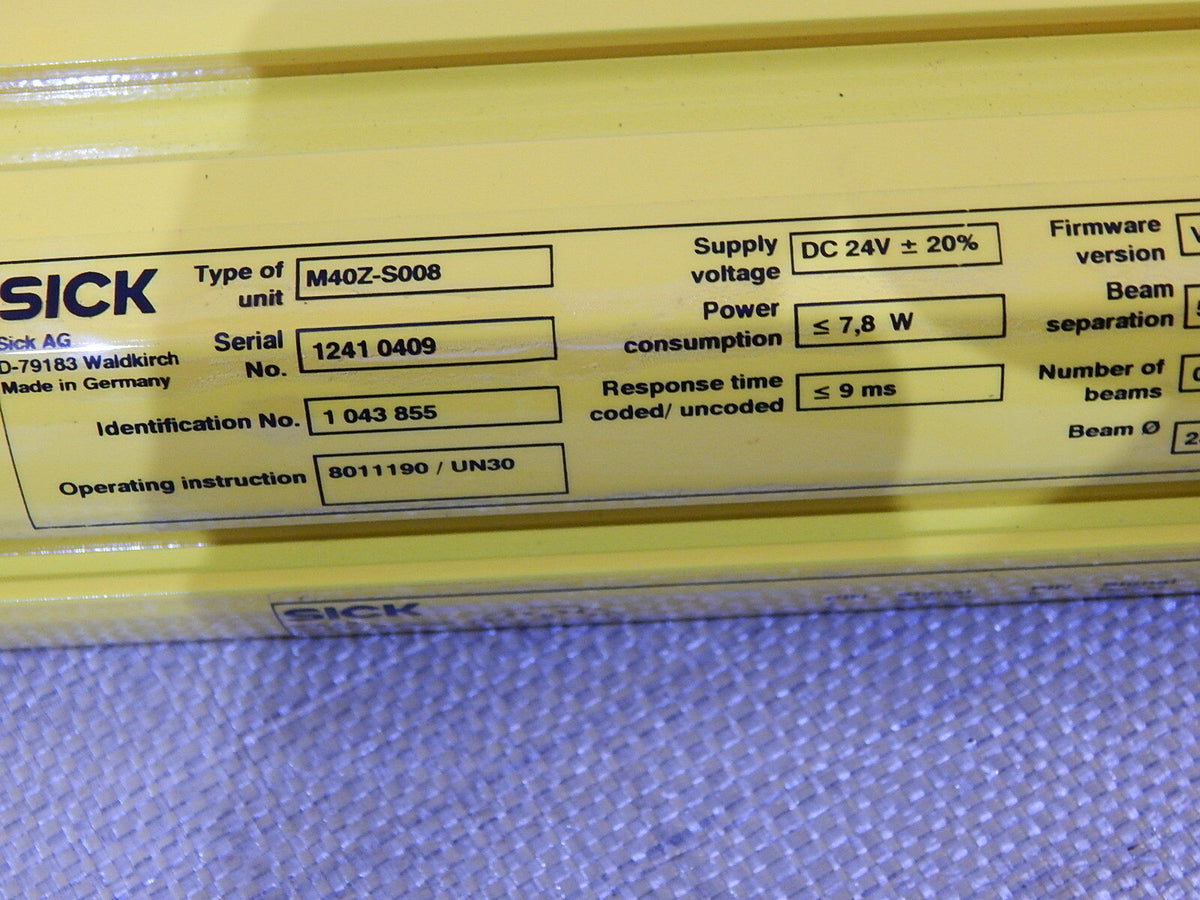 SICK
Sick AG
D-79183 Waldkirch
Made in Germany
Type of unit M40Z-S008
Serial No. 1241 0409
Identification No. 1 043 855
Operating instruction 8011190 / UN30
Supply voltage DC 24V ± 20%
Power consumption ≤ 7,8 W
Response time coded/ uncoded ≤ 9 ms
Firmware version V
Beam separation
Number of beams
Beam Ø 2
SICK